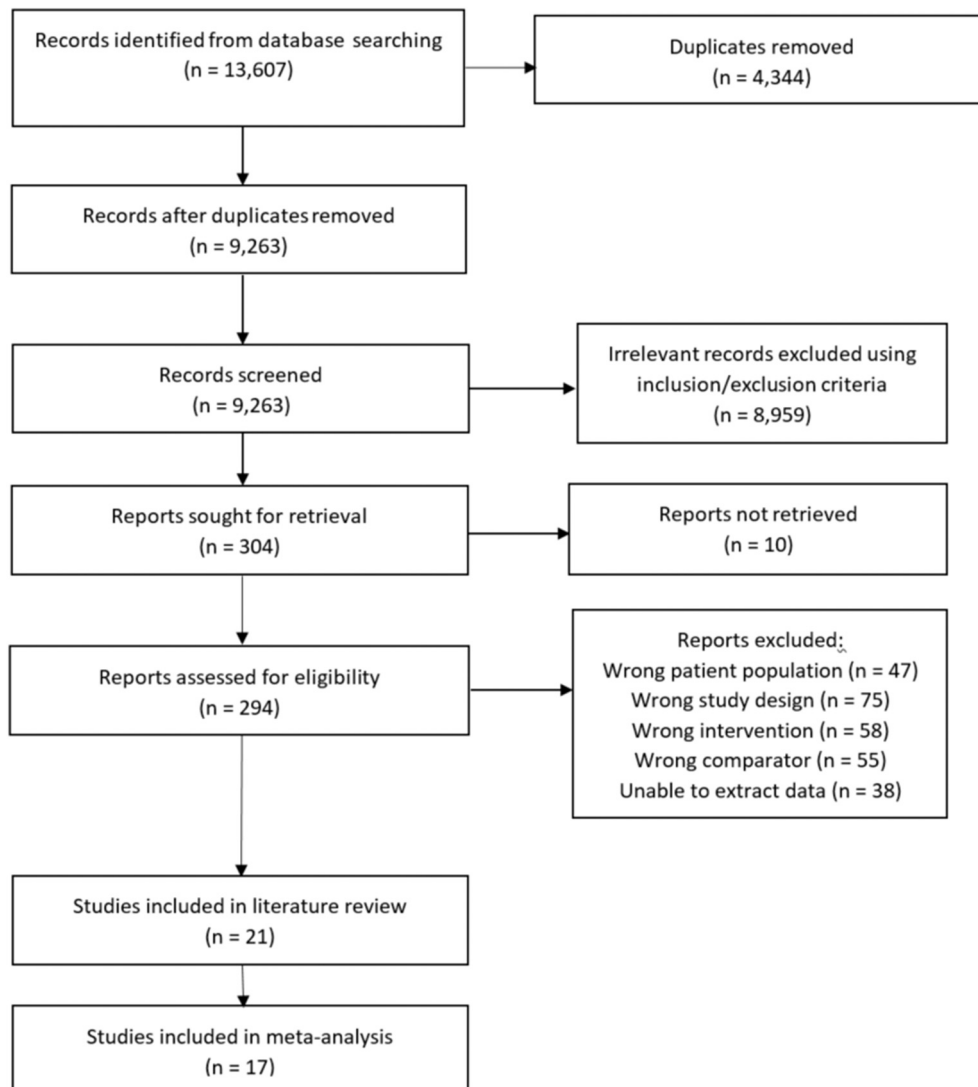 Records identified from database searching
(n = 13,607)
Duplicates removed
(n = 4,344)
Records after duplicates removed
(n = 9,263)
Records screened
(n = 9,263)
Irrelevant records excluded using
inclusion/exclusion criteria
(n = 8,959)
Reports sought for retrieval
(n = 304)
Reports not retrieved
(n = 10)
Reports assessed for eligibility
(n = 294)
Reports excluded:
Wrong patient population (n = 47)
Wrong study design (n = 75)
Wrong intervention (n = 58)
Wrong comparator (n = 55)
Unable to extract data (n = 38)
Studies included in literature review
(n = 21)
Studies included in meta-analysis
(n = 17)